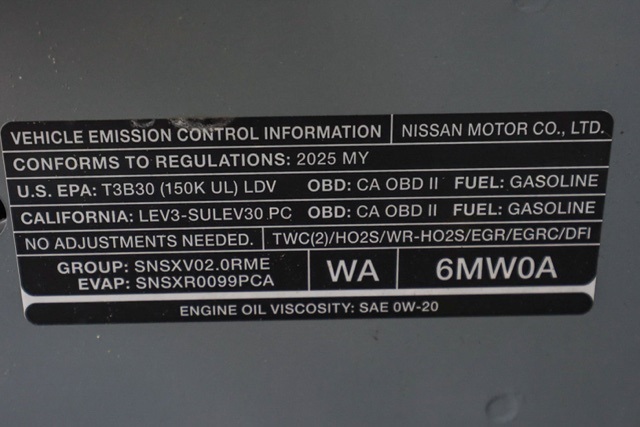 VEHICLE EMISSION CONTROL INFORMATION NISSAN MOTOR CO., LTD.
CONFORMS TO REGULATIONS: 2025 MY
U.S. EPA: T3B30 (150K UL) LDV OBD: CA OBD II FUEL: GASOLINE
CALIFORNIA: LEV3-SULEV30 PC OBD: CA OBD II FUEL: GASOLINE
NO ADJUSTMENTS NEEDED. TWC(2)/HO2S/WR-HO2S/EGR/EGRC/DFI
GROUP: SNSXV02.0RME
EVAP: SNSXR0099PCA
WA
6MW0A
ENGINE OIL VISCOSITY: SAE 0W-20